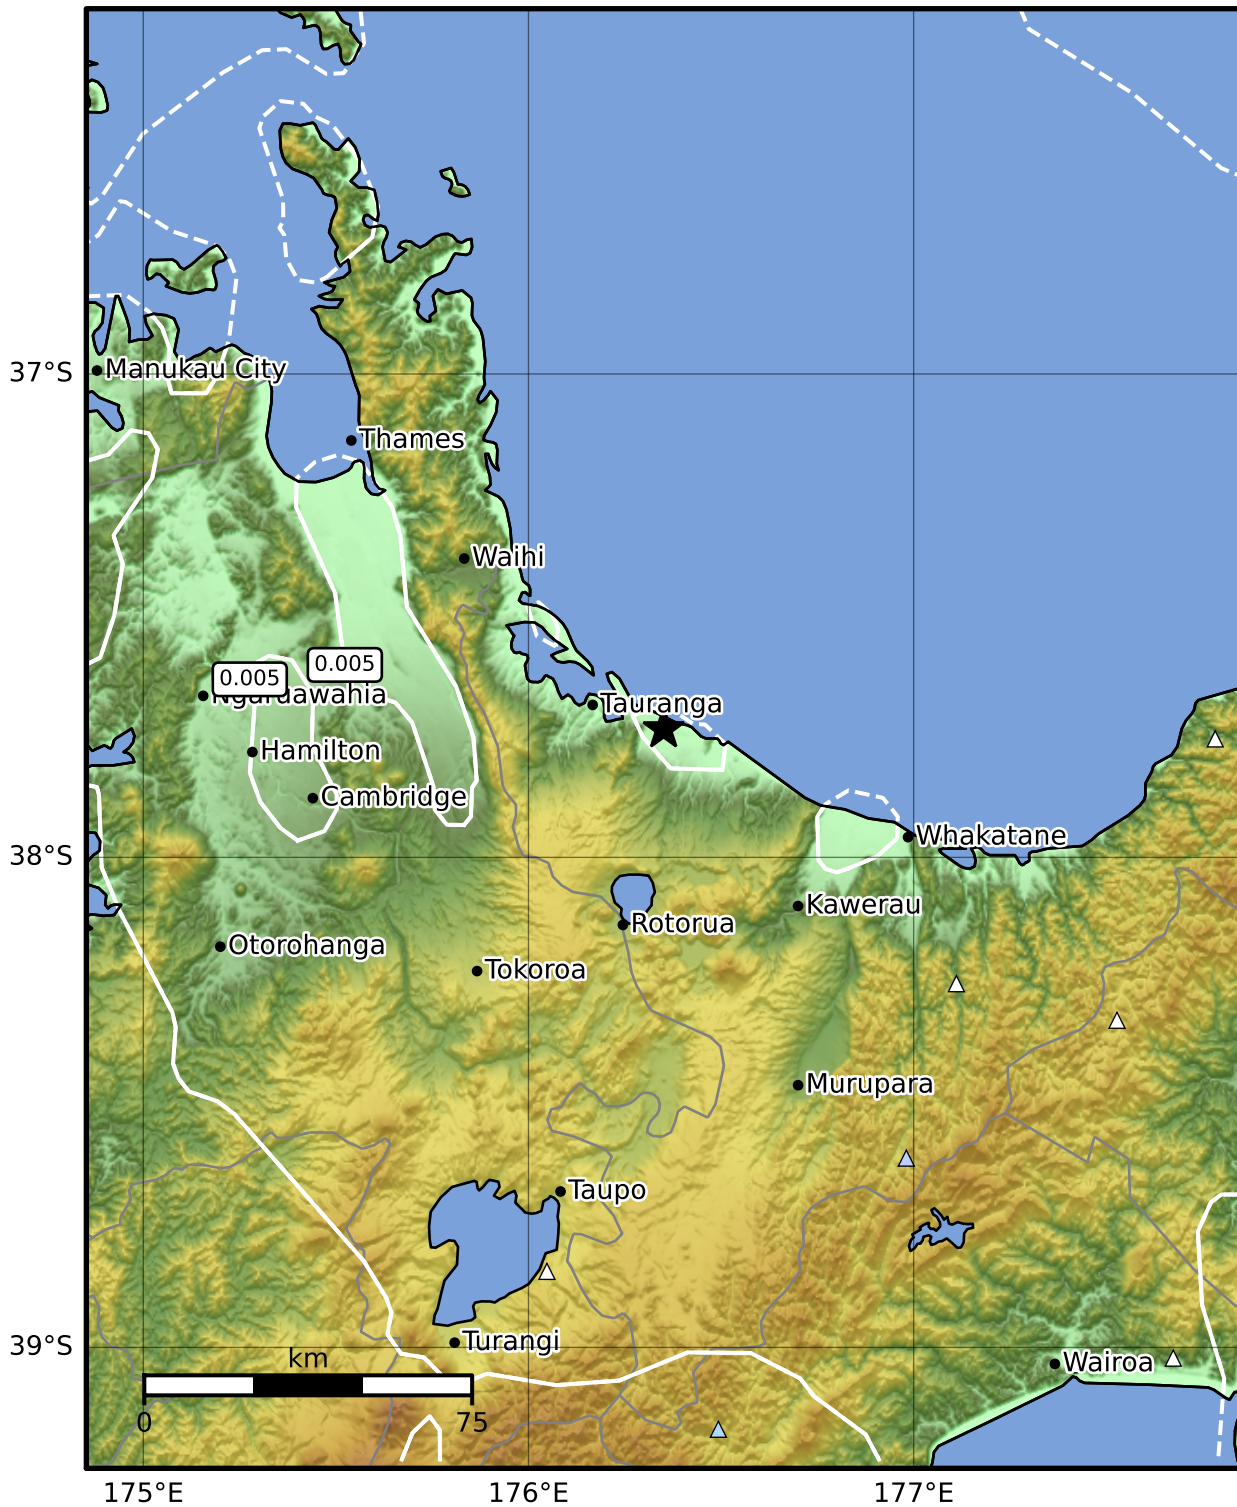 37°S
Manukau City
Thames
Waihi
0.005
0.005
Ngaruawahia
Tauranga
Hamilton
Cambridge
Whakatane
38°S
Kawerau
Rotorua
Otorohanga
Tokoroa
Murupara
Taupo
39°S
Turangi
km
Wairoa
0
75
175°E
176°E
177°E